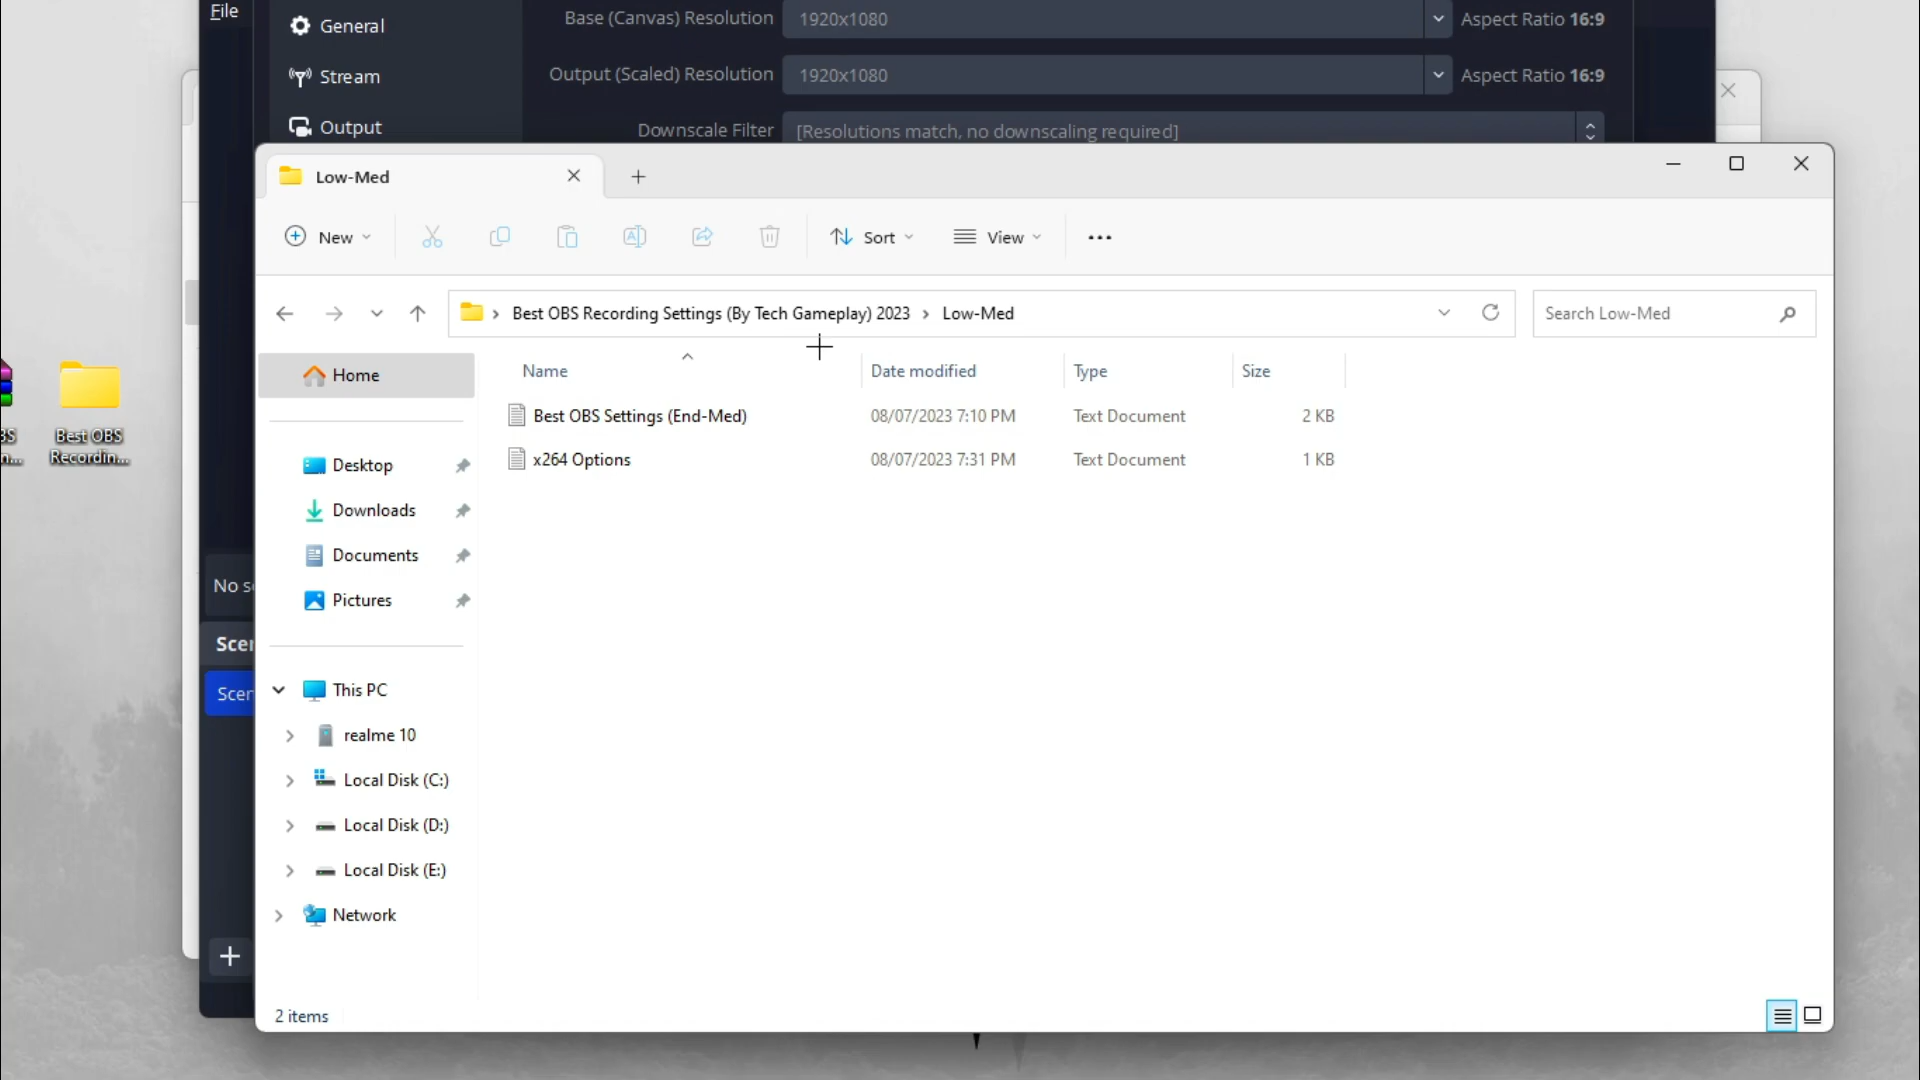 File
General
Base (Canvas) Resolution 1920x1080 Aspect Ratio 16:9
Stream
Output (Scaled) Resolution 1920x1080 Aspect Ratio 16:9
Output
Downscale Filter [Resolutions match, no downscaling required]
Low-Med
New Sort View
Best OBS Recording Settings (By Tech Gameplay) 2023 Low-Med
Search Low-Med
Name Date modified Type Size
Home
Best OBS Settings (End-Med) 08/07/2023 7:10 PM Text Document 2 KB
x264 Options 08/07/2023 7:31 PM Text Document 1 KB
Desktop
Downloads
Documents
Pictures
This PC
realme 10
Local Disk (C:)
Local Disk (D:)
Local Disk (E:)
Network
2 items
Best OBS
Recordin...
No s
Scen
Scen